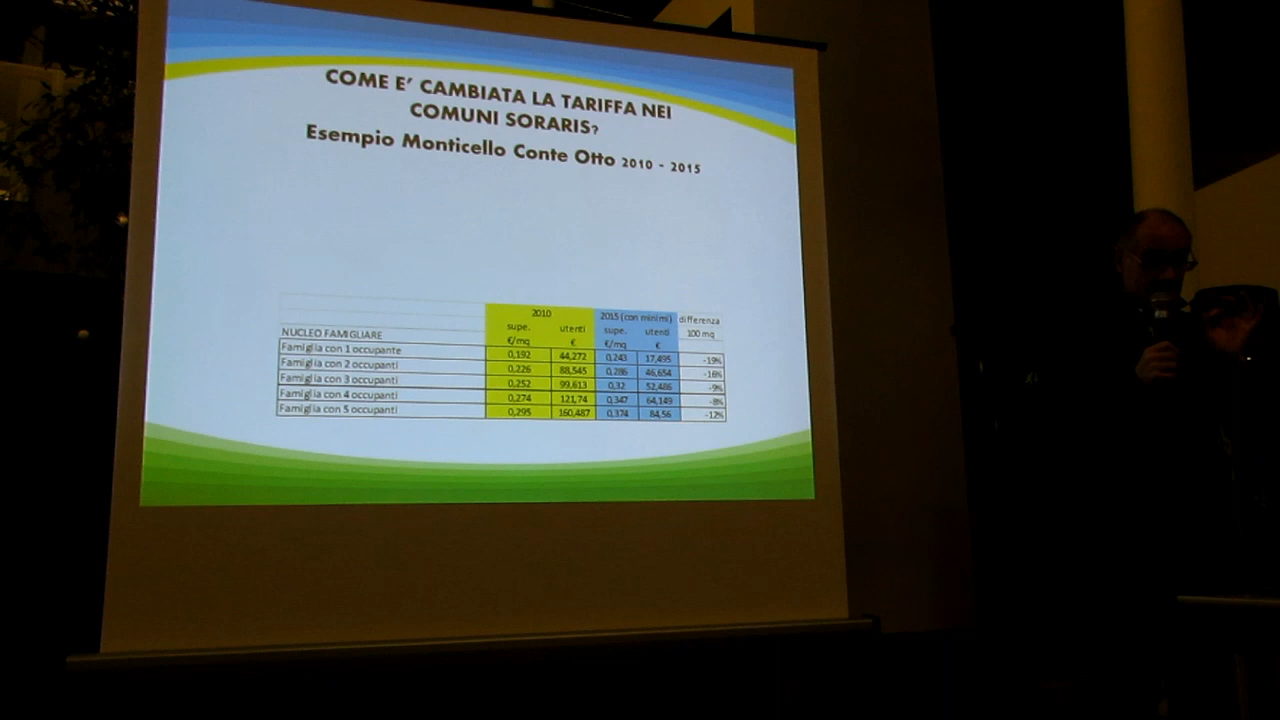 COME E' CAMBIATA LA TARIFFA NEI
COMUNI SORARIS?
Esempio Monticello Conte Otto 2010 - 2015
2010 2015 (con minimi) differenza
supe. utenti supe. utenti 100 mq
NUCLEO FAMIGLIARE €/mq € €/mq €
Famiglia con 1 occupante 0,192 44,272 0,243 17,495 -19%
Famiglia con 2 occupanti 0,226 88,545 0,286 46,654 -16%
Famiglia con 3 occupanti 0,252 99,613 0,32 52,486 -9%
Famiglia con 4 occupanti 0,274 121,74 0,347 64,149 -8%
Famiglia con 5 occupanti 0,295 160,487 0,374 84,56 -12%